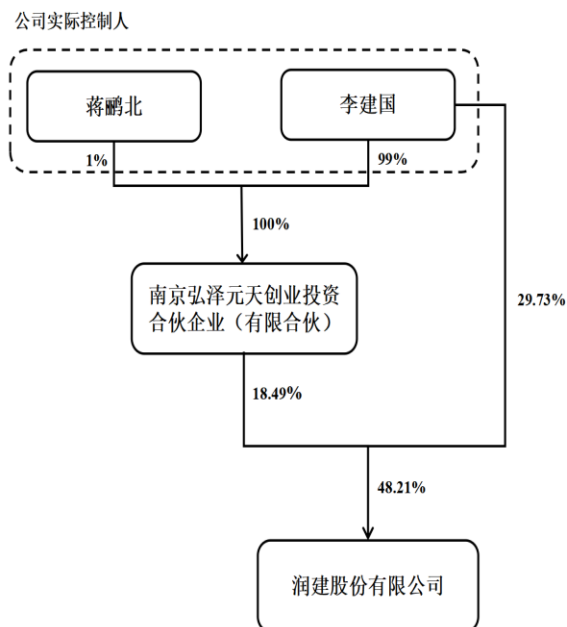 公司实际控制人
蒋鹂北
李建国
1%
99%
100%
南京弘泽元天创业投资
合伙企业（有限合伙）
29.73%
18.49%
48.21%
润建股份有限公司